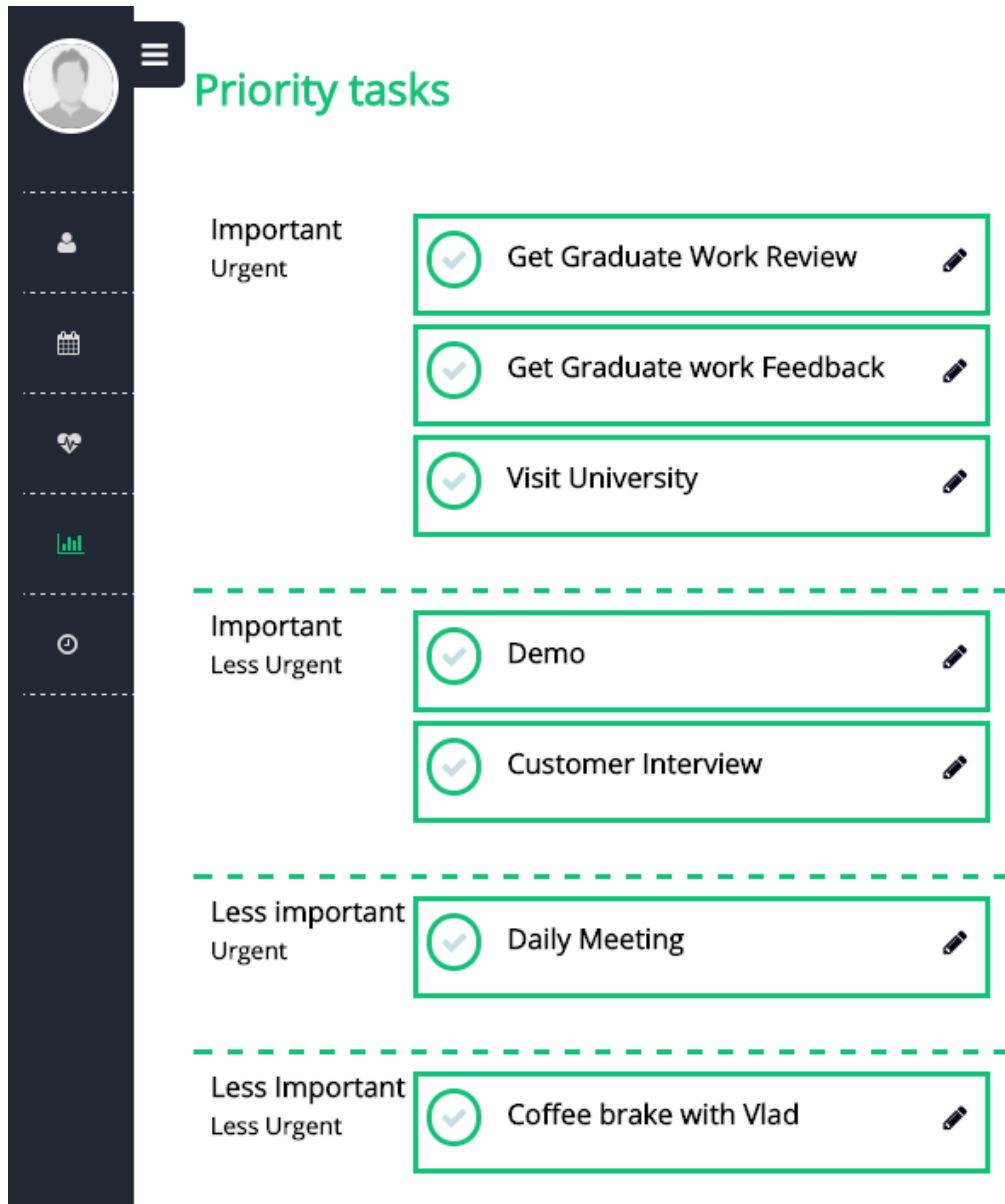 Priority tasks
Important
Urgent
Get Graduate Work Review
Get Graduate work Feedback
Visit University
Important
Less Urgent
Demo
Customer Interview
Less important
Urgent
Daily Meeting
Less Important
Less Urgent
Coffee brake with Vlad